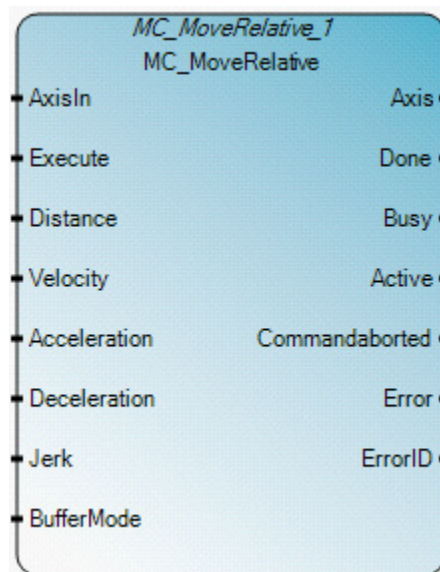 MC_MoveRelative_1
MC_MoveRelative
AxisIn Axis
Execute Done
Distance Busy
Velocity Active
Acceleration Commandaborted
Deceleration Error
Jerk ErrorID
BufferMode